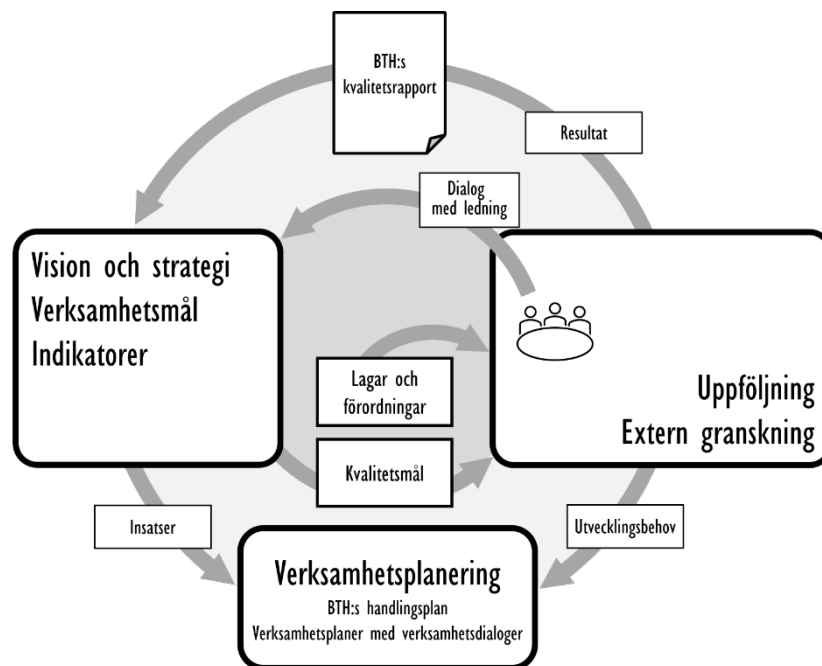 BTH:s
kvalitetsrapport
Resultat
Dialog
med ledning
Vision och strategi
Verksamhetsmål
Indikatorer
Lagar och
förordningar
Uppföljning
Extern granskning
Kvalitetsmål
Insatser
Utvecklingsbehov
Verksamhetsplanering
BTH:s handlingsplan
Verksamhetsplaner med verksamhetsdialoger